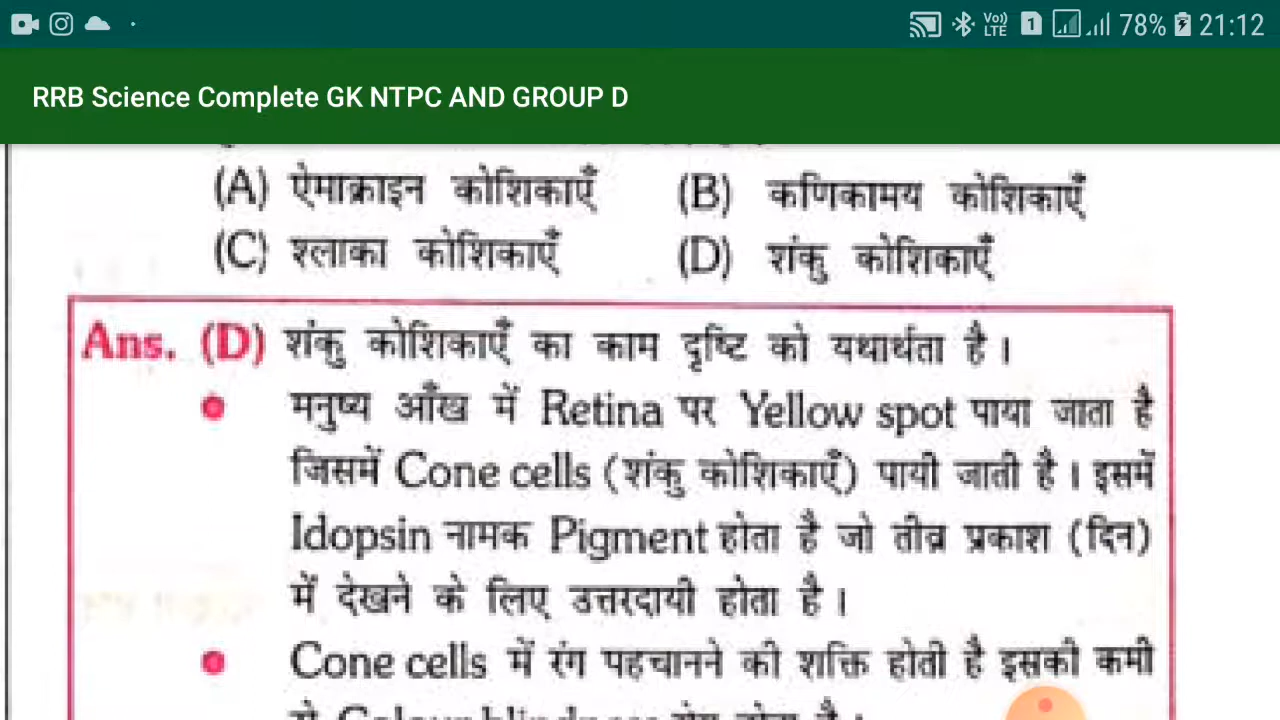 78% 21:12
RRB Science Complete GK NTPC AND GROUP D
(A) ऐमाक्राइन कोशिकाएँ (B) कणिकामय कोशिकाएँ
(C) श्लाका कोशिकाएँ (D) शंकु कोशिकाएँ
Ans. (D) शंकु कोशिकाएँ का काम दृष्टि को यथार्थता है।
मनुष्य आँख में Retina पर Yellow spot पाया जाता है
जिसमें Cone cells (शंकु कोशिकाएँ) पायी जाती है। इसमें
Idopsin नामक Pigment होता है जो तीव्र प्रकाश (दिन)
में देखने के लिए उत्तरदायी होता है।
Cone cells में रंग पहचानने की शक्ति होती है इसकी कमी